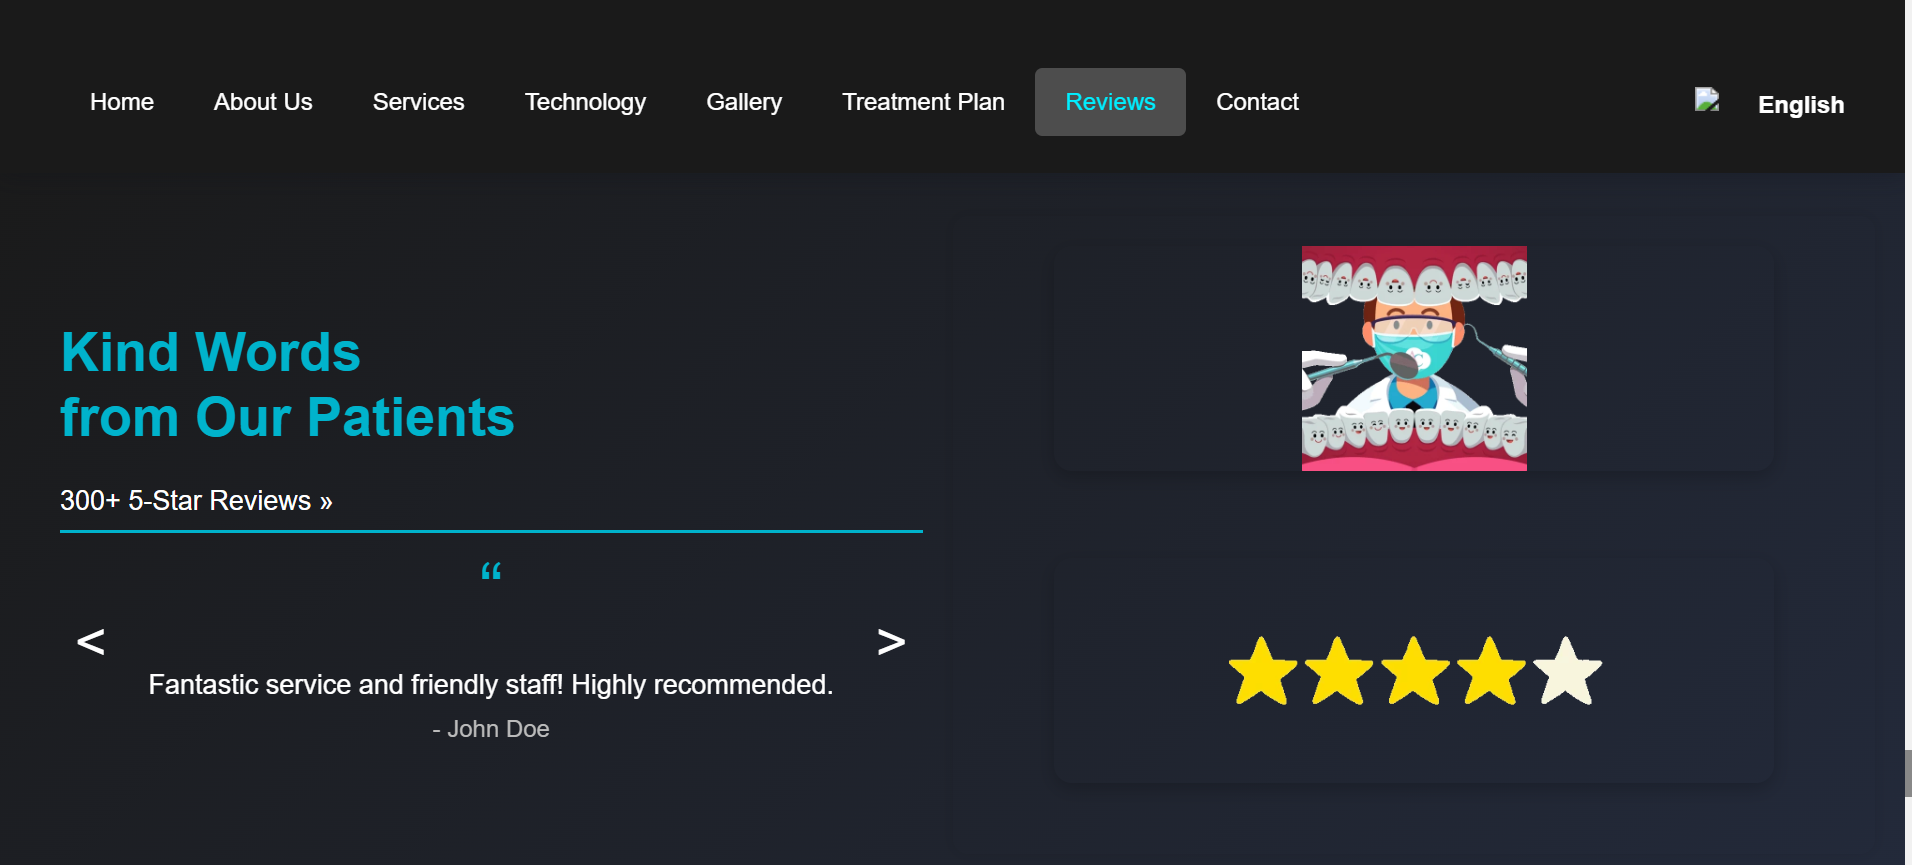 Home About Us Services Technology Gallery Treatment Plan Reviews Contact English
Kind Words
from Our Patients
300+ 5-Star Reviews »
“
< >
Fantastic service and friendly staff! Highly recommended.
- John Doe